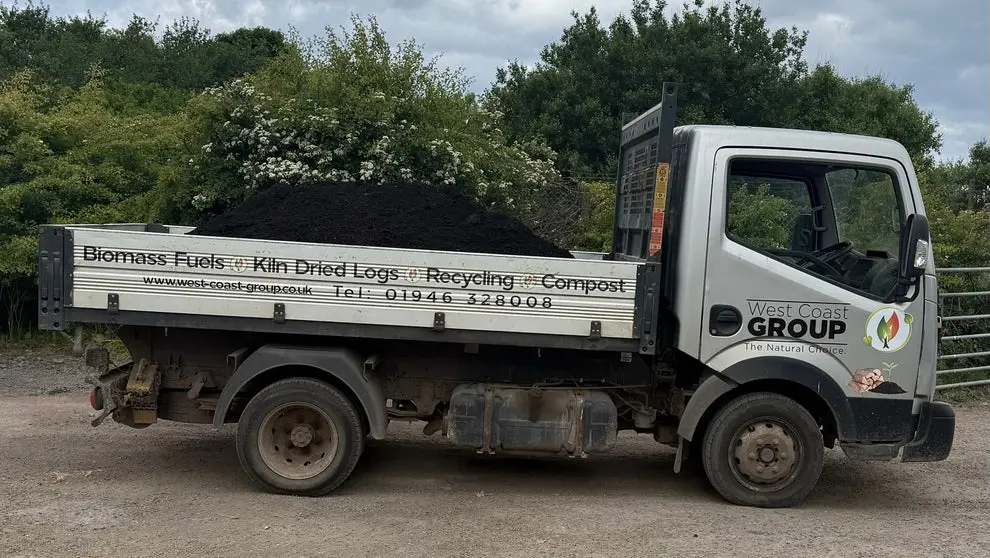 Biomass Fuels Kiln Dried Logs Recycling Compost
www.west-coast-group.co.uk Tel: 01946 328008
West Coast
GROUP
The Natural Choice.